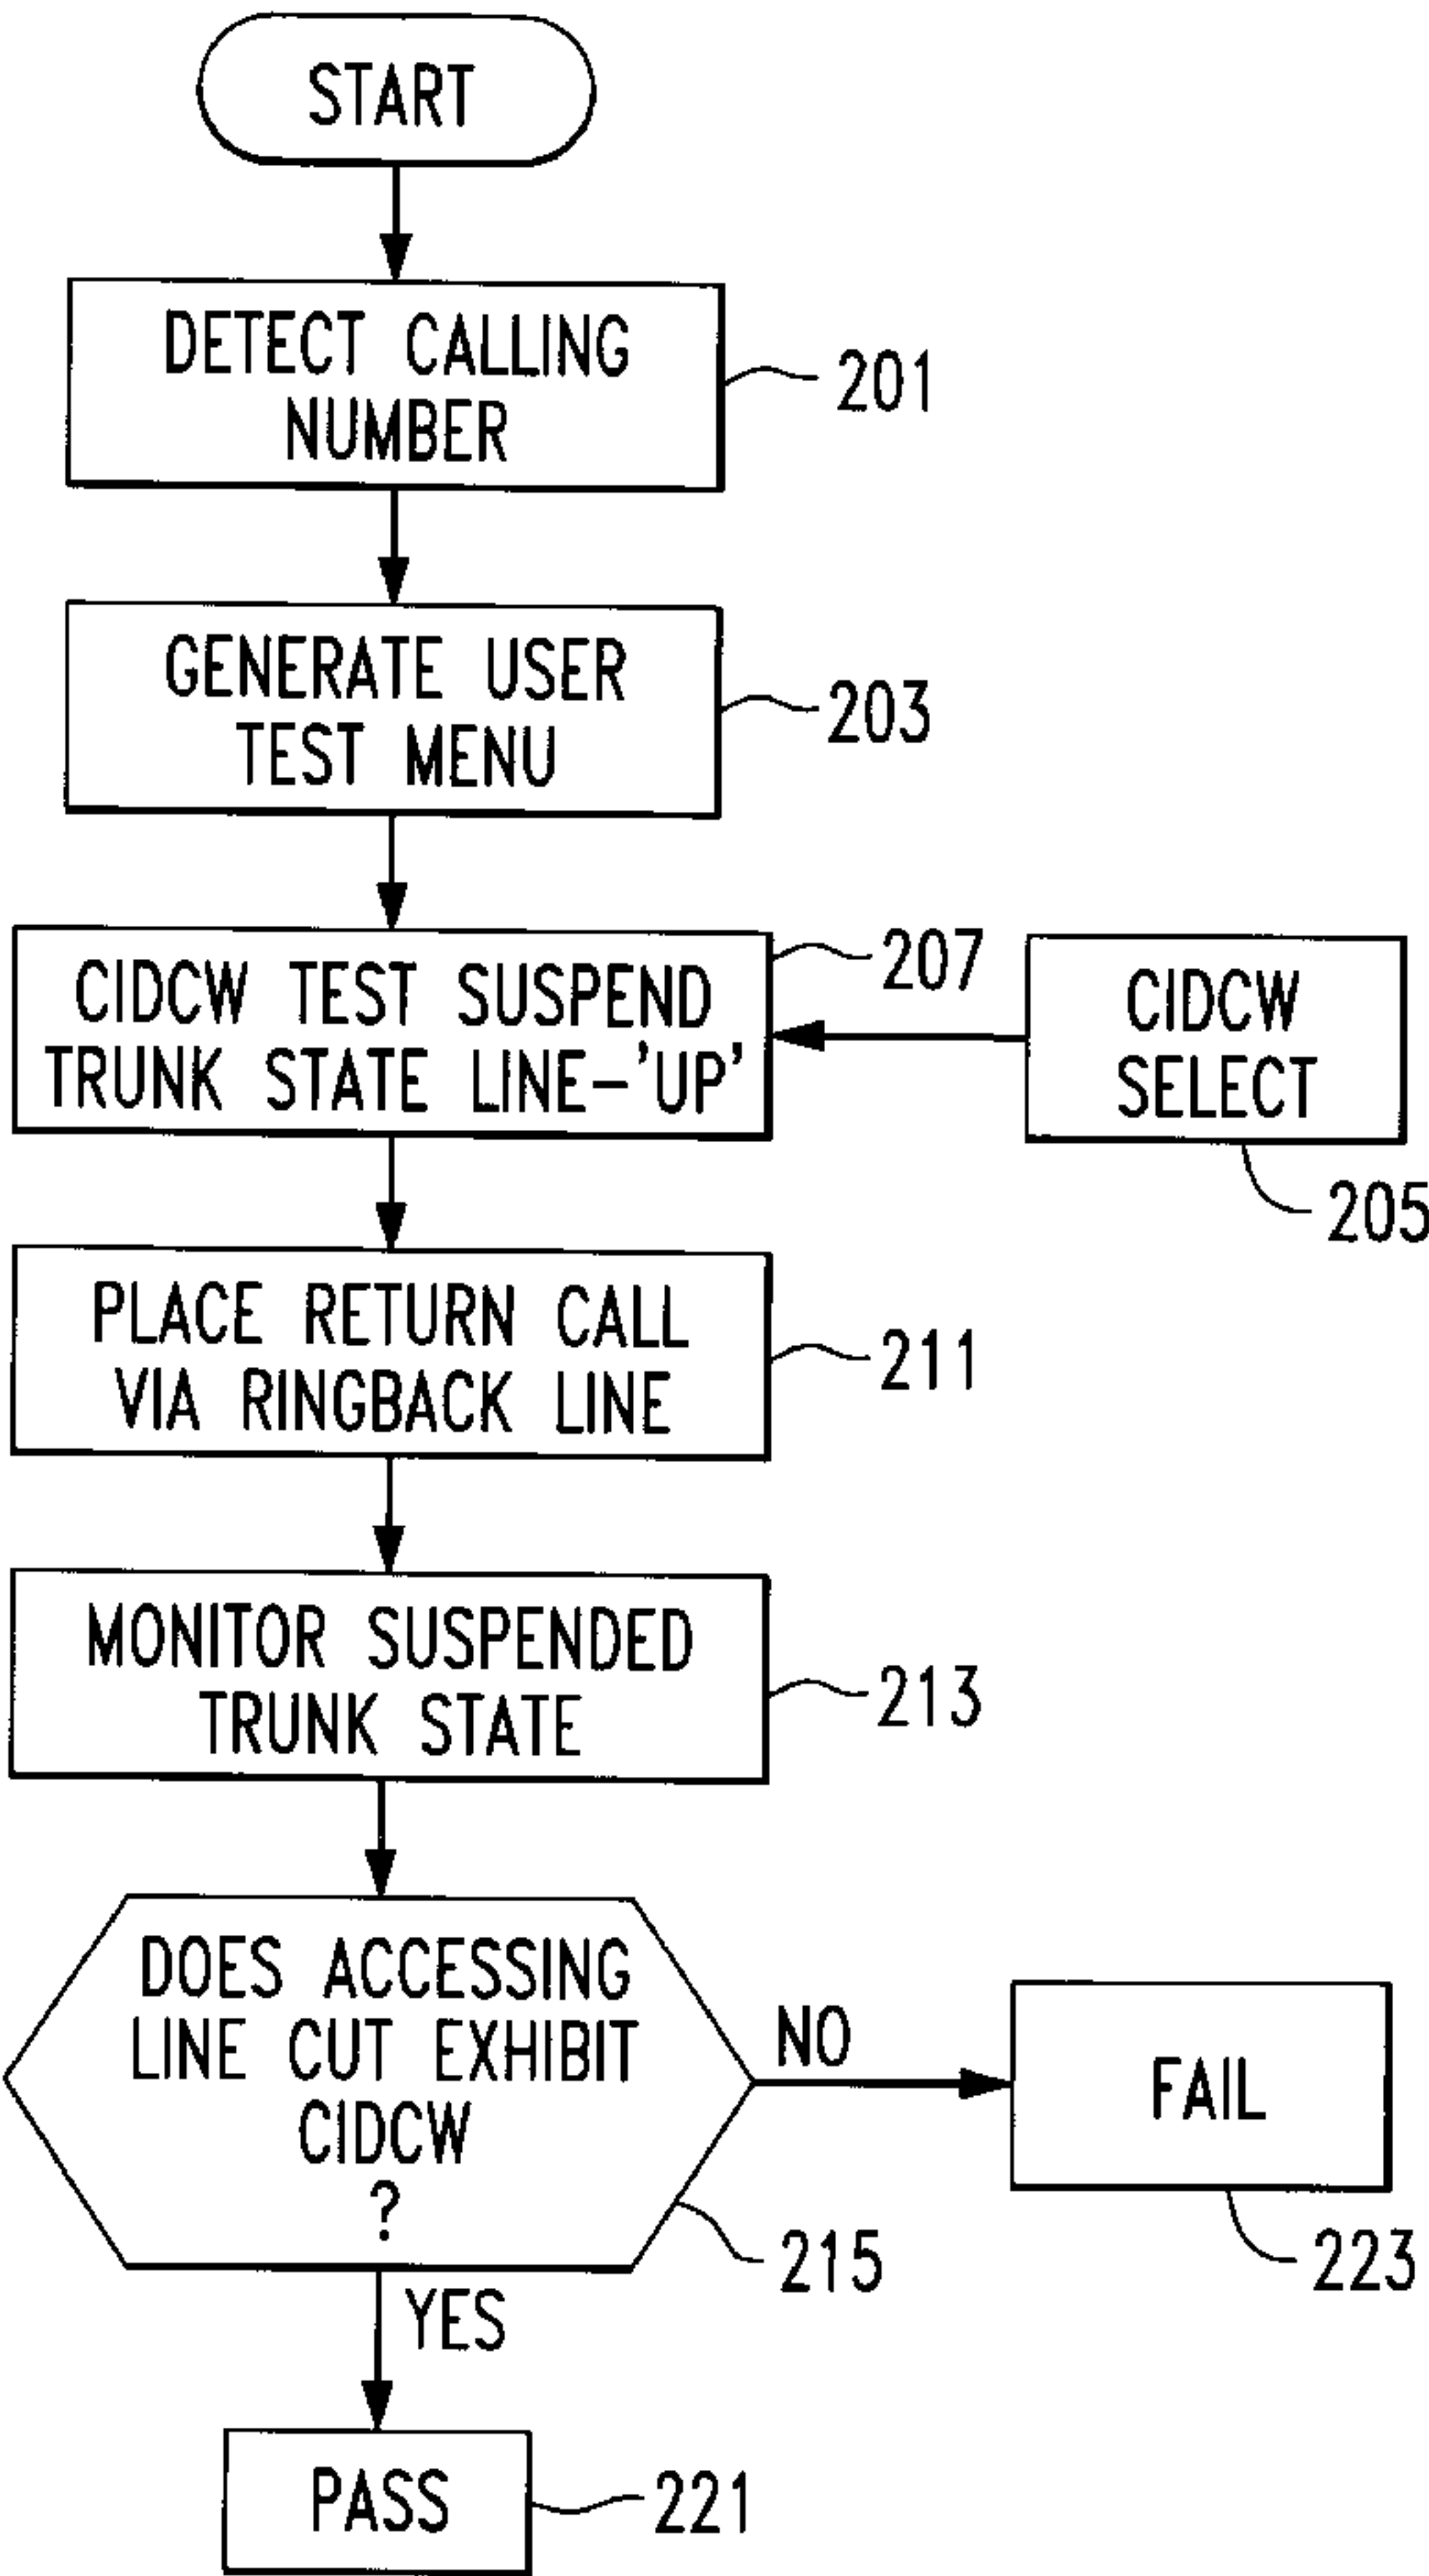 START
DETECT CALLING
NUMBER
201
GENERATE USER
TEST MENU
203
CIDCW TEST SUSPEND
TRUNK STATE LINE-'UP'
207
CIDCW
SELECT
205
PLACE RETURN CALL
VIA RINGBACK LINE
211
MONITOR SUSPENDED
TRUNK STATE
213
DOES ACCESSING
LINE CUT EXHIBIT
CIDCW
?
215
NO
FAIL
223
YES
PASS
221